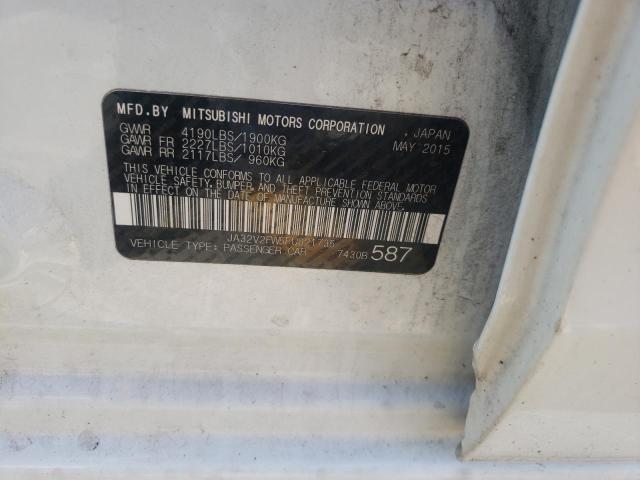 MFD.BY MITSUBISHI MOTORS CORPORATION , JAPAN
GVWR 4190LBS/1900KG MAY 2015
GAWR FR 2227LBS/1010KG
GAWR RR 2117LBS/ 960KG
THIS VEHICLE CONFORMS TO ALL APPLICABLE FEDERAL MOTOR
VEHICLE SAFETY, BUMPER AND THEFT PREVENTION STANDARDS
IN EFFECT ON THE DATE OF MANUFACTURE SHOWN ABOVE.
VEHICLE TYPE: PASSENGER CAR 7430B 587